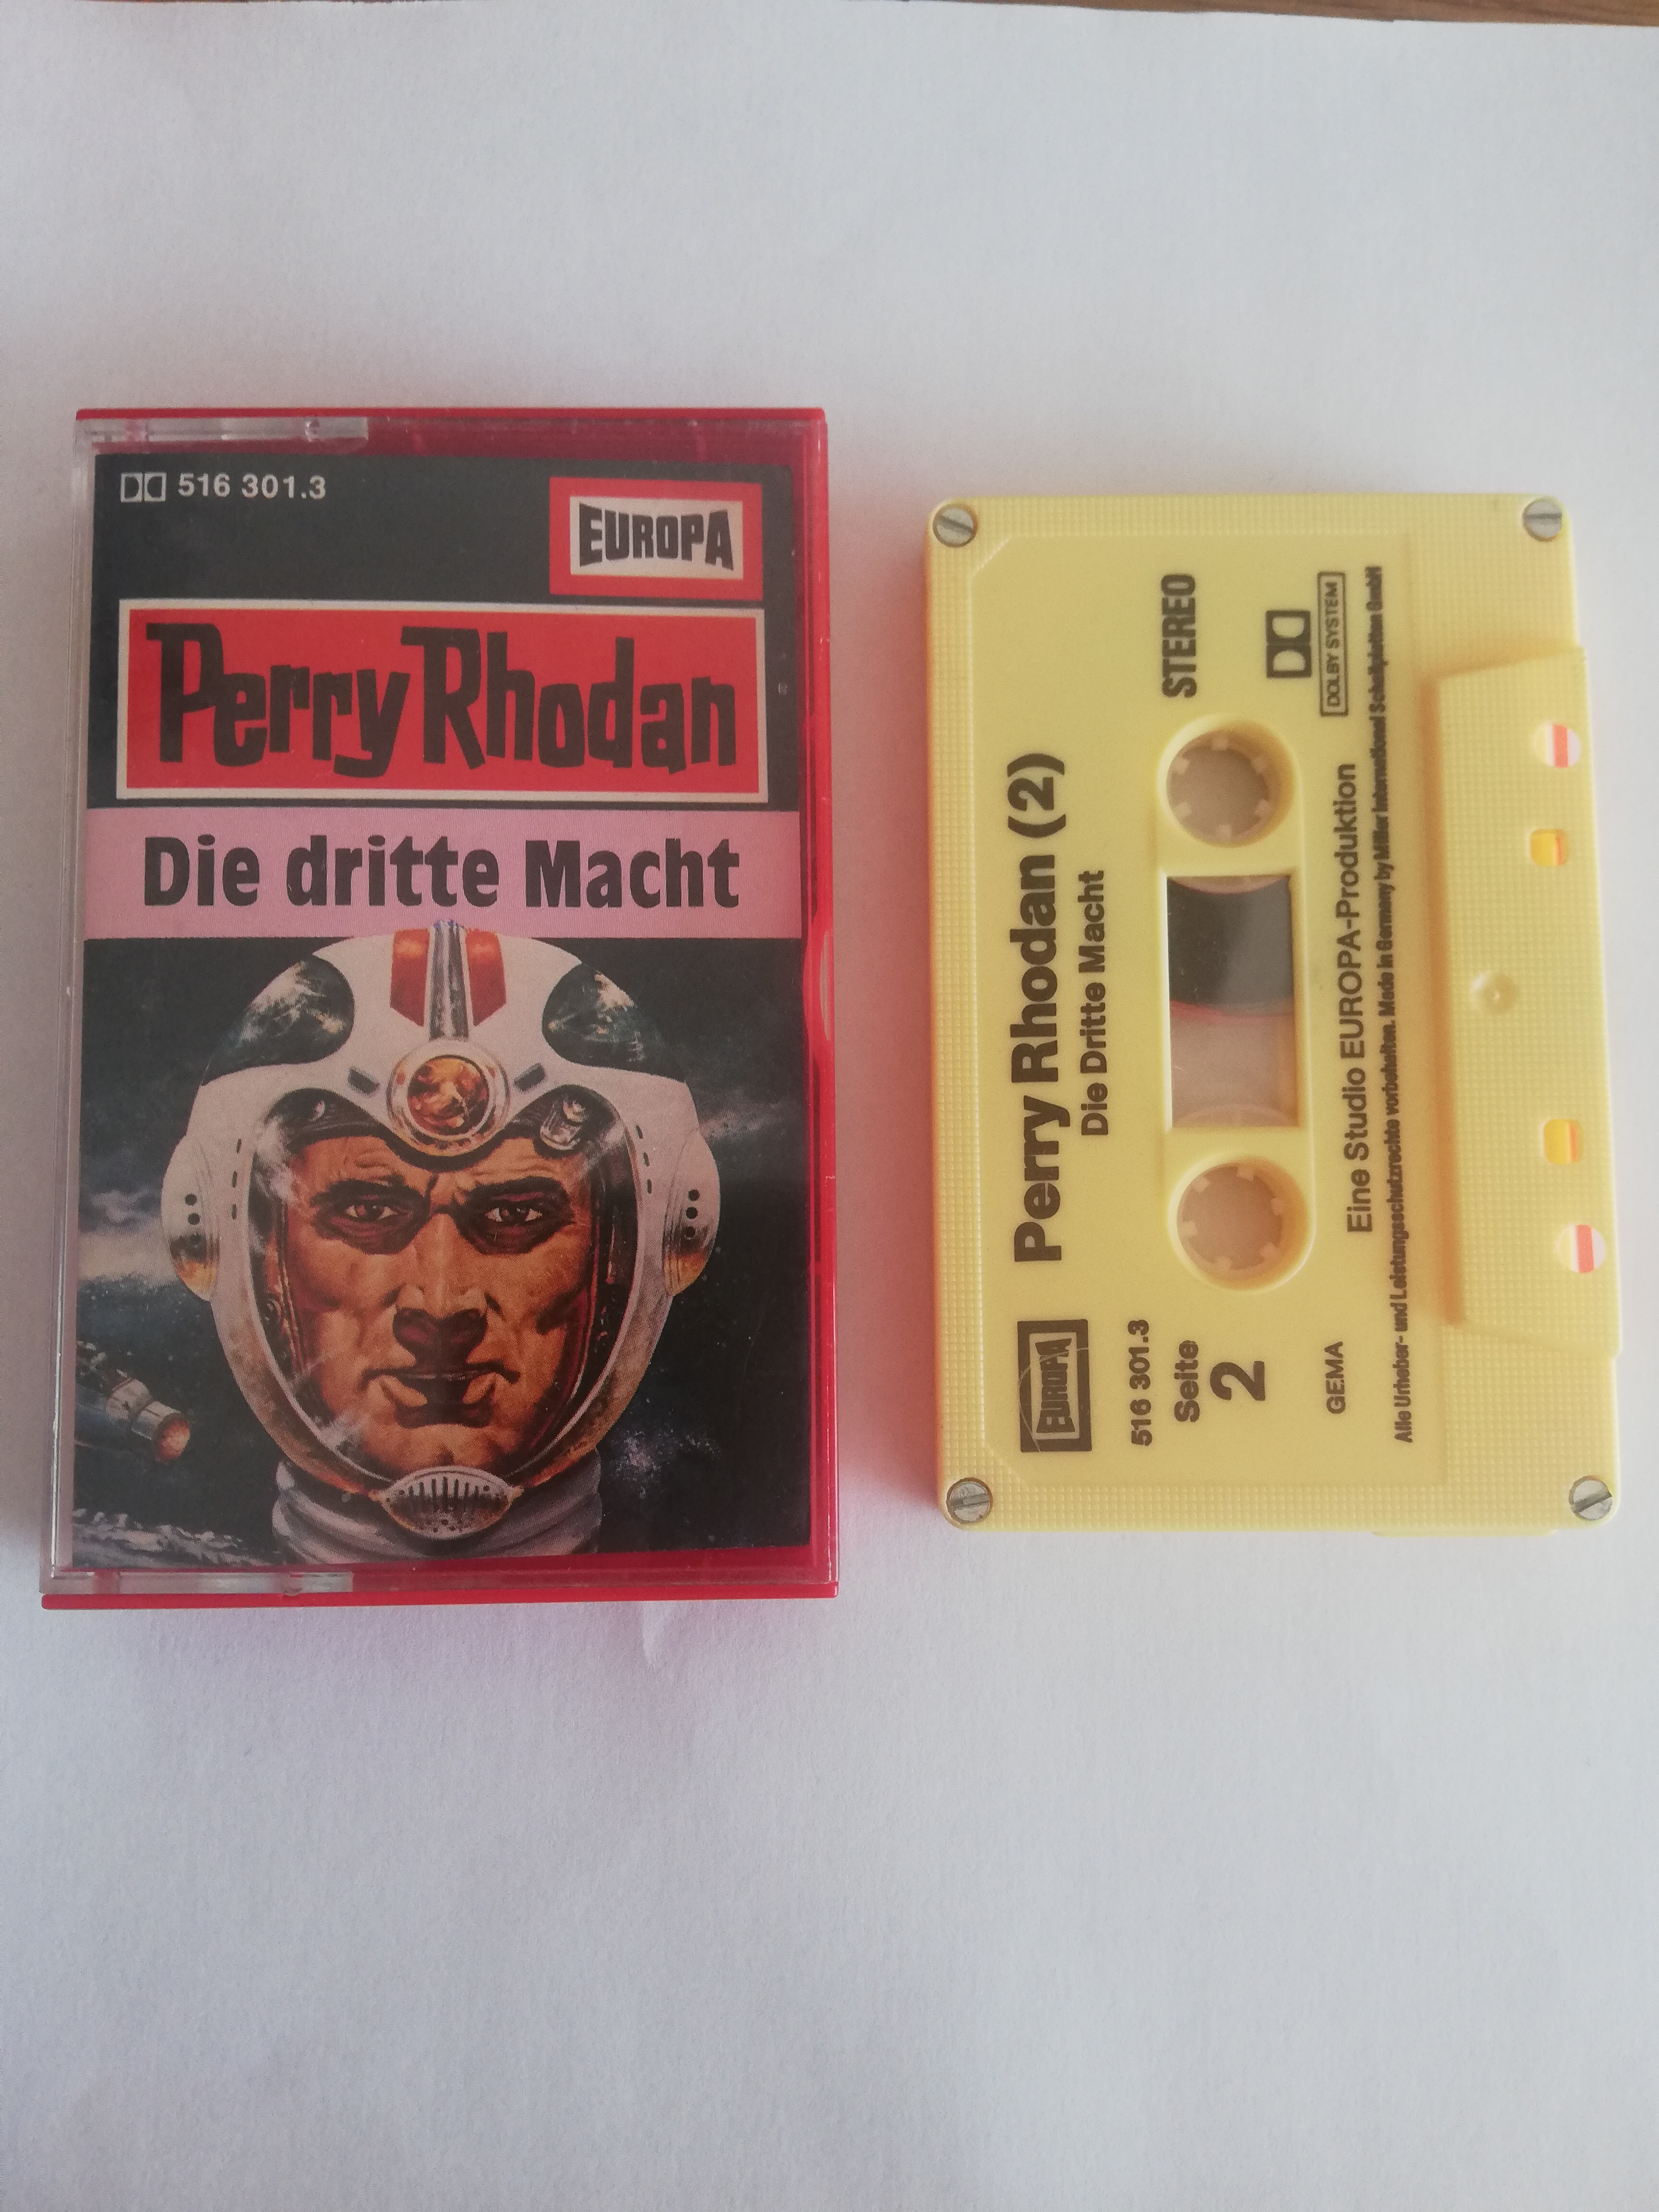 516 301.3
EUROPA
Perry Rhodan
Die dritte Macht
EUROPA
Perry Rhodan (2)
Die Dritte Macht
516 301.3
Seite
2
STEREO
DOLBY SYSTEM
GEMA
Eine Studio EUROPA-Produktion
Alle Urheber- und Leistungsschutzrechte vorbehalten. Made in Germany by Miller International Schallplatten GmbH